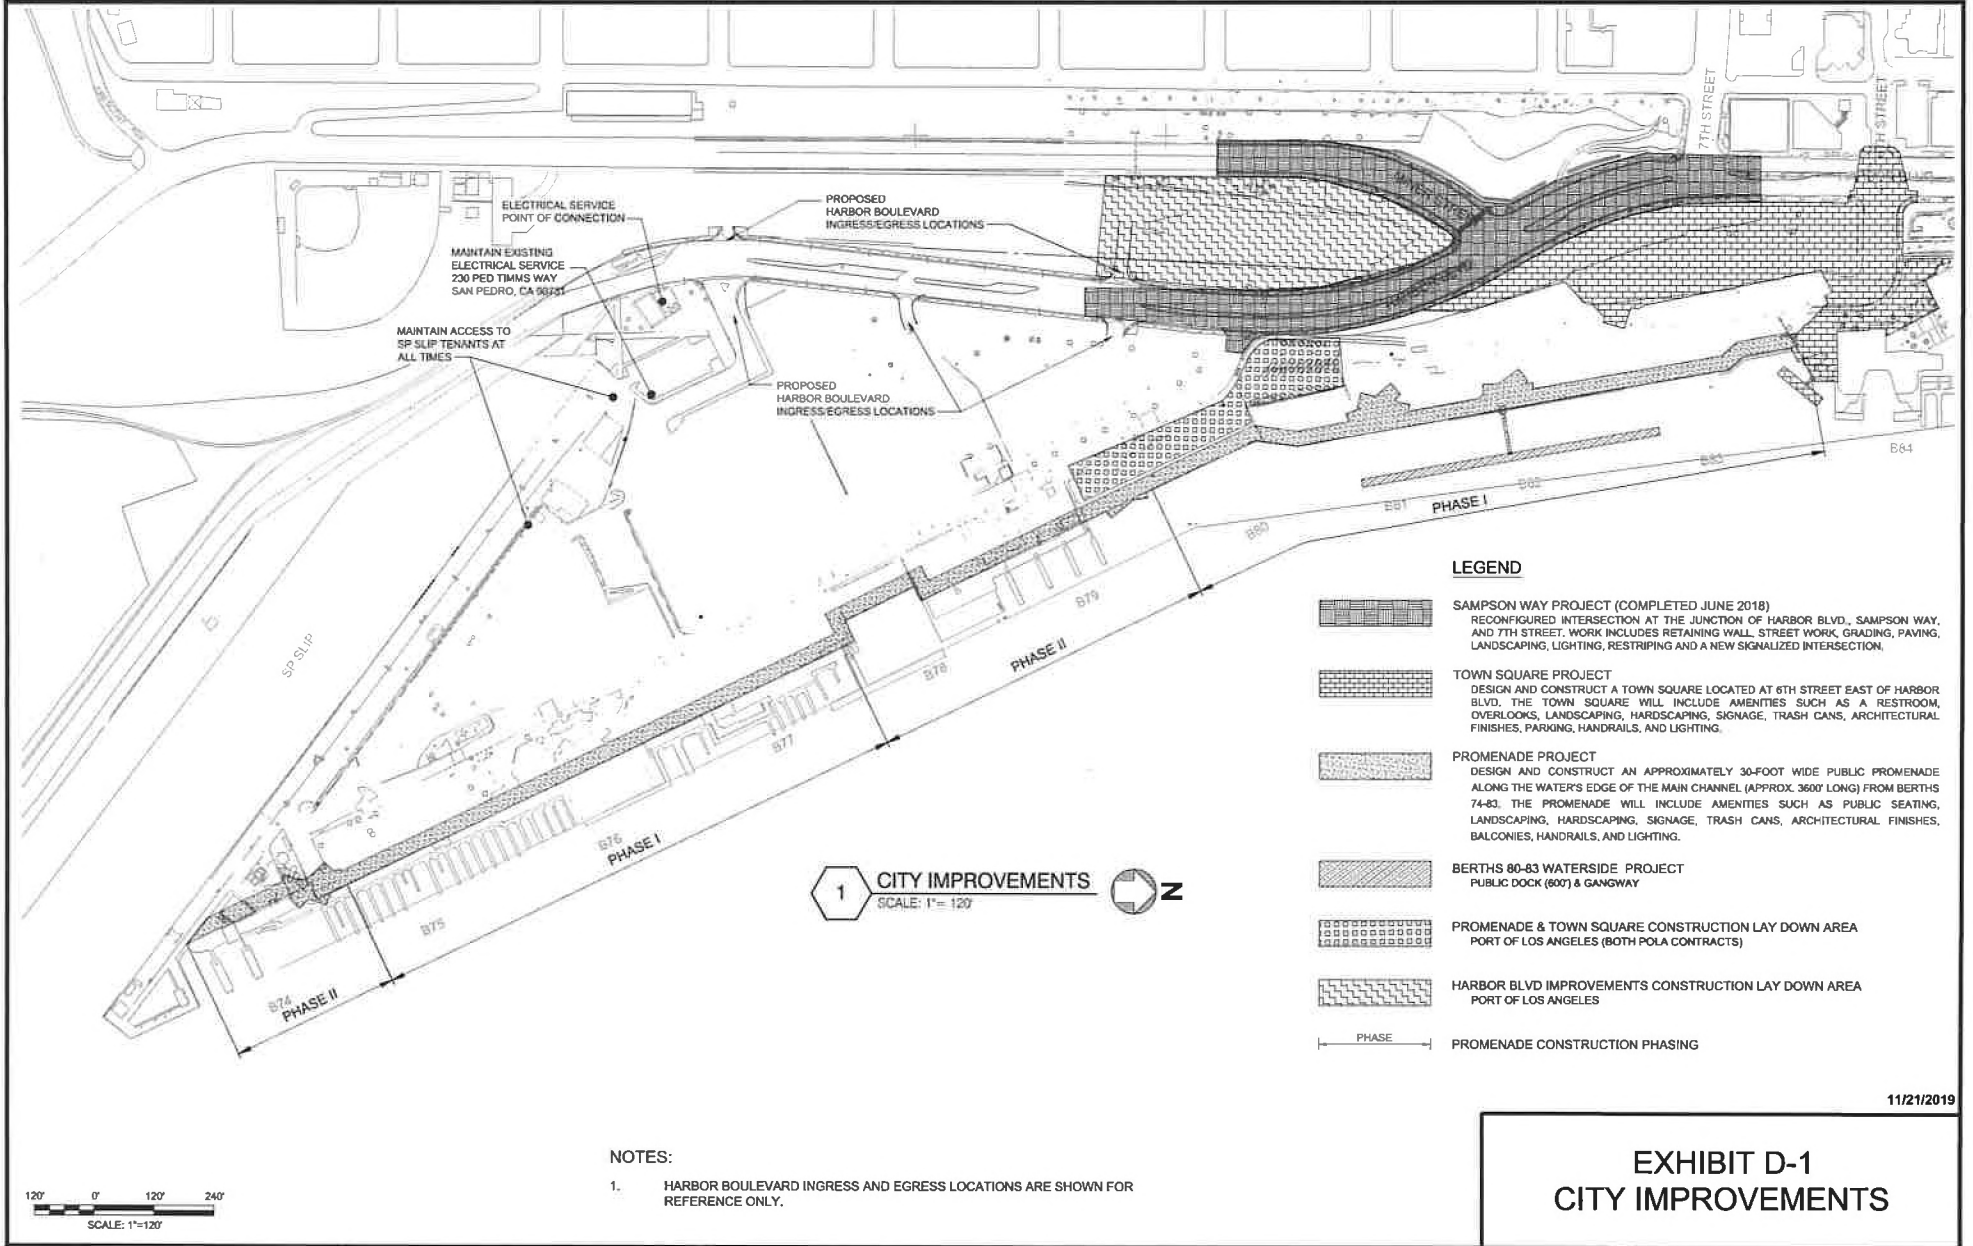 7TH STREET
TH STREET
ELECTRICAL SERVICE
POINT OF CONNECTION
PROPOSED
HARBOR BOULEVARD
INGRESS/EGRESS LOCATIONS
MAINTAIN EXISTING
ELECTRICAL SERVICE
230 PED TIMMS WAY
SAN PEDRO, CA 90731
MAINTAIN ACCESS TO
SP SLIP TENANTS AT
ALL TIMES
PROPOSED
HARBOR BOULEVARD
INGRESS/EGRESS LOCATIONS
B84
B83
B82
B81
PHASE I
B80
B79
PHASE II
B78
B77
B76
PHASE I
B75
B74
PHASE II
SP SLIP
1
CITY IMPROVEMENTS
SCALE: 1"= 120'
N
LEGEND
SAMPSON WAY PROJECT (COMPLETED JUNE 2018)
RECONFIGURED INTERSECTION AT THE JUNCTION OF HARBOR BLVD., SAMPSON WAY,
AND 7TH STREET. WORK INCLUDES RETAINING WALL, STREET WORK, GRADING, PAVING,
LANDSCAPING, LIGHTING, RESTRIPING AND A NEW SIGNALIZED INTERSECTION.
TOWN SQUARE PROJECT
DESIGN AND CONSTRUCT A TOWN SQUARE LOCATED AT 6TH STREET EAST OF HARBOR
BLVD. THE TOWN SQUARE WILL INCLUDE AMENITIES SUCH AS A RESTROOM,
OVERLOOKS, LANDSCAPING, HARDSCAPING, SIGNAGE, TRASH CANS, ARCHITECTURAL
FINISHES, PARKING, HANDRAILS, AND LIGHTING.
PROMENADE PROJECT
DESIGN AND CONSTRUCT AN APPROXIMATELY 30-FOOT WIDE PUBLIC PROMENADE
ALONG THE WATER'S EDGE OF THE MAIN CHANNEL (APPROX. 3600' LONG) FROM BERTHS
74-83. THE PROMENADE WILL INCLUDE AMENITIES SUCH AS PUBLIC SEATING,
LANDSCAPING, HARDSCAPING, SIGNAGE, TRASH CANS, ARCHITECTURAL FINISHES,
BALCONIES, HANDRAILS, AND LIGHTING.
BERTHS 80-83 WATERSIDE PROJECT
PUBLIC DOCK (600') & GANGWAY
PROMENADE & TOWN SQUARE CONSTRUCTION LAY DOWN AREA
PORT OF LOS ANGELES (BOTH POLA CONTRACTS)
HARBOR BLVD IMPROVEMENTS CONSTRUCTION LAY DOWN AREA
PORT OF LOS ANGELES
PHASE
PROMENADE CONSTRUCTION PHASING
11/21/2019
EXHIBIT D-1
CITY IMPROVEMENTS
NOTES:
1. HARBOR BOULEVARD INGRESS AND EGRESS LOCATIONS ARE SHOWN FOR
REFERENCE ONLY.
120' 0' 120' 240'
SCALE: 1"=120'